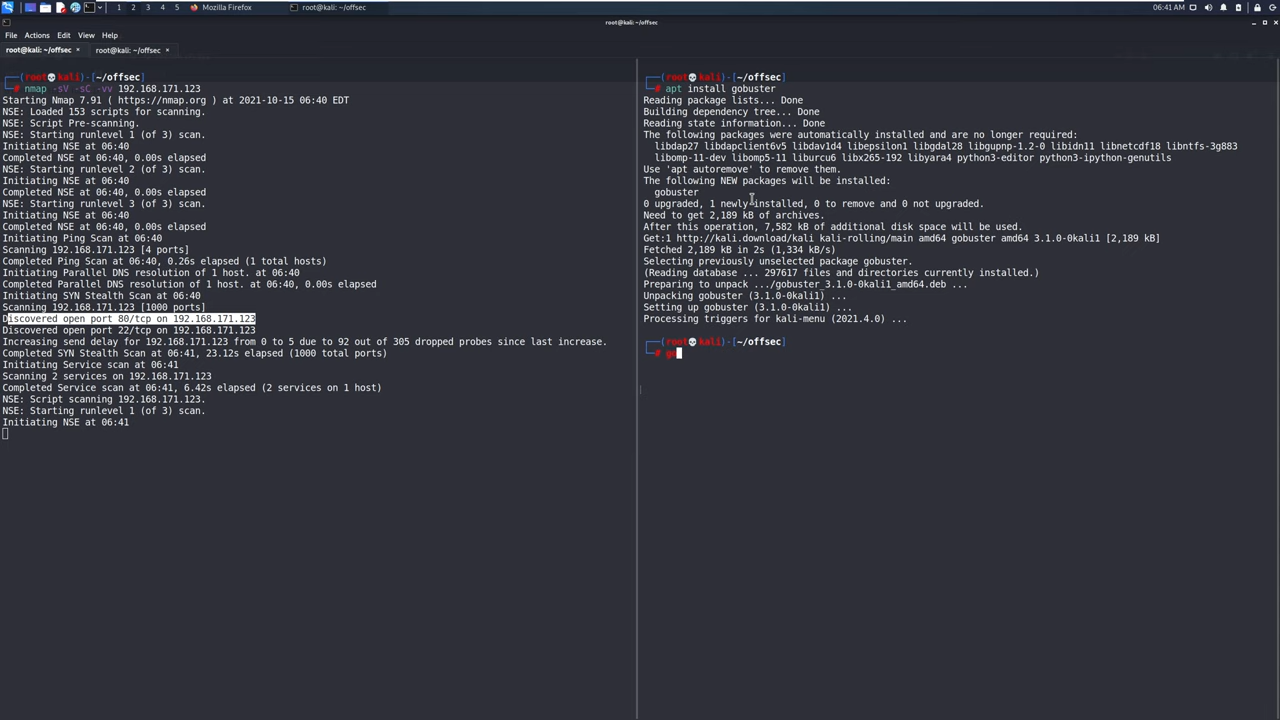 1 2 3 4 5 Mozilla Firefox root@kali: ~/offsec 06:41 AM
root@kali: ~/offsec
File Actions Edit View Help
root@kali: ~/offsec × root@kali: ~/offsec ×
┌──(root💀kali)-[~/offsec]
└─# nmap -sV -sC -vv 192.168.171.123
Starting Nmap 7.91 ( https://nmap.org ) at 2021-10-15 06:40 EDT
NSE: Loaded 153 scripts for scanning.
NSE: Script Pre-scanning.
NSE: Starting runlevel 1 (of 3) scan.
Initiating NSE at 06:40
Completed NSE at 06:40, 0.00s elapsed
NSE: Starting runlevel 2 (of 3) scan.
Initiating NSE at 06:40
Completed NSE at 06:40, 0.00s elapsed
NSE: Starting runlevel 3 (of 3) scan.
Initiating NSE at 06:40
Completed NSE at 06:40, 0.00s elapsed
Initiating Ping Scan at 06:40
Scanning 192.168.171.123 [4 ports]
Completed Ping Scan at 06:40, 0.26s elapsed (1 total hosts)
Initiating Parallel DNS resolution of 1 host. at 06:40
Completed Parallel DNS resolution of 1 host. at 06:40, 0.00s elapsed
Initiating SYN Stealth Scan at 06:40
Scanning 192.168.171.123 [1000 ports]
Discovered open port 80/tcp on 192.168.171.123
Discovered open port 22/tcp on 192.168.171.123
Increasing send delay for 192.168.171.123 from 0 to 5 due to 92 out of 305 dropped probes since last increase.
Completed SYN Stealth Scan at 06:41, 23.12s elapsed (1000 total ports)
Initiating Service scan at 06:41
Scanning 2 services on 192.168.171.123
Completed Service scan at 06:41, 6.42s elapsed (2 services on 1 host)
NSE: Script scanning 192.168.171.123.
NSE: Starting runlevel 1 (of 3) scan.
Initiating NSE at 06:41
┌──(root💀kali)-[~/offsec]
└─# apt install gobuster
Reading package lists... Done
Building dependency tree... Done
Reading state information... Done
The following packages were automatically installed and are no longer required:
libdap27 libdapclient6v5 libdav1d4 libepsilon1 libgdal28 libgupnp-1.2-0 libidn11 libnetcdf18 libntfs-3g883
libomp-11-dev libomp5-11 liburcu6 libx265-192 libyara4 python3-editor python3-ipython-genutils
Use 'apt autoremove' to remove them.
The following NEW packages will be installed:
gobuster
0 upgraded, 1 newly installed, 0 to remove and 0 not upgraded.
Need to get 2,189 kB of archives.
After this operation, 7,582 kB of additional disk space will be used.
Get:1 http://kali.download/kali kali-rolling/main amd64 gobuster amd64 3.1.0-0kali1 [2,189 kB]
Fetched 2,189 kB in 2s (1,334 kB/s)
Selecting previously unselected package gobuster.
(Reading database ... 297617 files and directories currently installed.)
Preparing to unpack .../gobuster_3.1.0-0kali1_amd64.deb ...
Unpacking gobuster (3.1.0-0kali1) ...
Setting up gobuster (3.1.0-0kali1) ...
Processing triggers for kali-menu (2021.4.0) ...
┌──(root💀kali)-[~/offsec]
└─# go